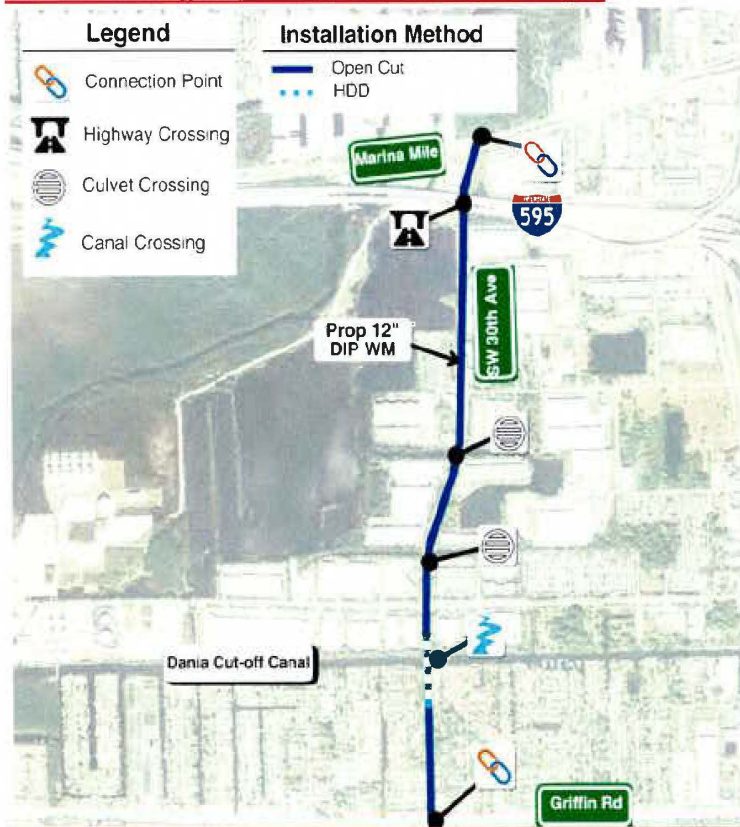 Legend
Connection Point
Highway Crossing
Culvet Crossing
Canal Crossing
Installation Method
Open Cut
HDD
Marina Mile
595
SW 30th Ave
Prop 12"
DIP WM
Dania Cut-off Canal
Griffin Rd